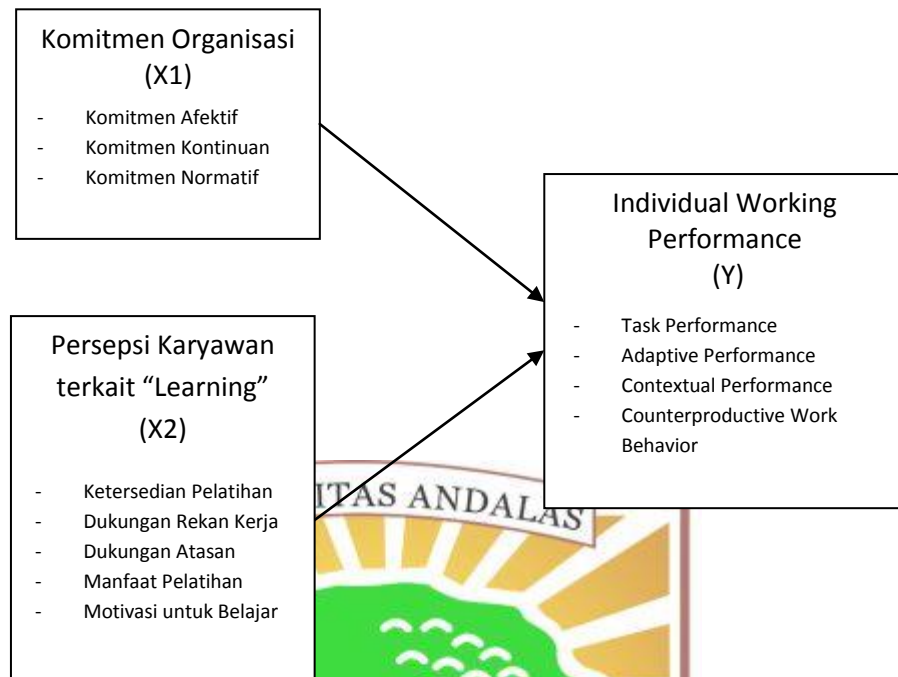 Komitmen Organisasi
(X1)
- Komitmen Afektif
- Komitmen Kontinuan
- Komitmen Normatif
Individual Working
Performance
(Y)
- Task Performance
- Adaptive Performance
- Contextual Performance
- Counterproductive Work
Behavior
Persepsi Karyawan
terkait “Learning”
(X2)
- Ketersedian Pelatihan
- Dukungan Rekan Kerja
- Dukungan Atasan
- Manfaat Pelatihan
- Motivasi untuk Belajar
ITAS ANDALAS